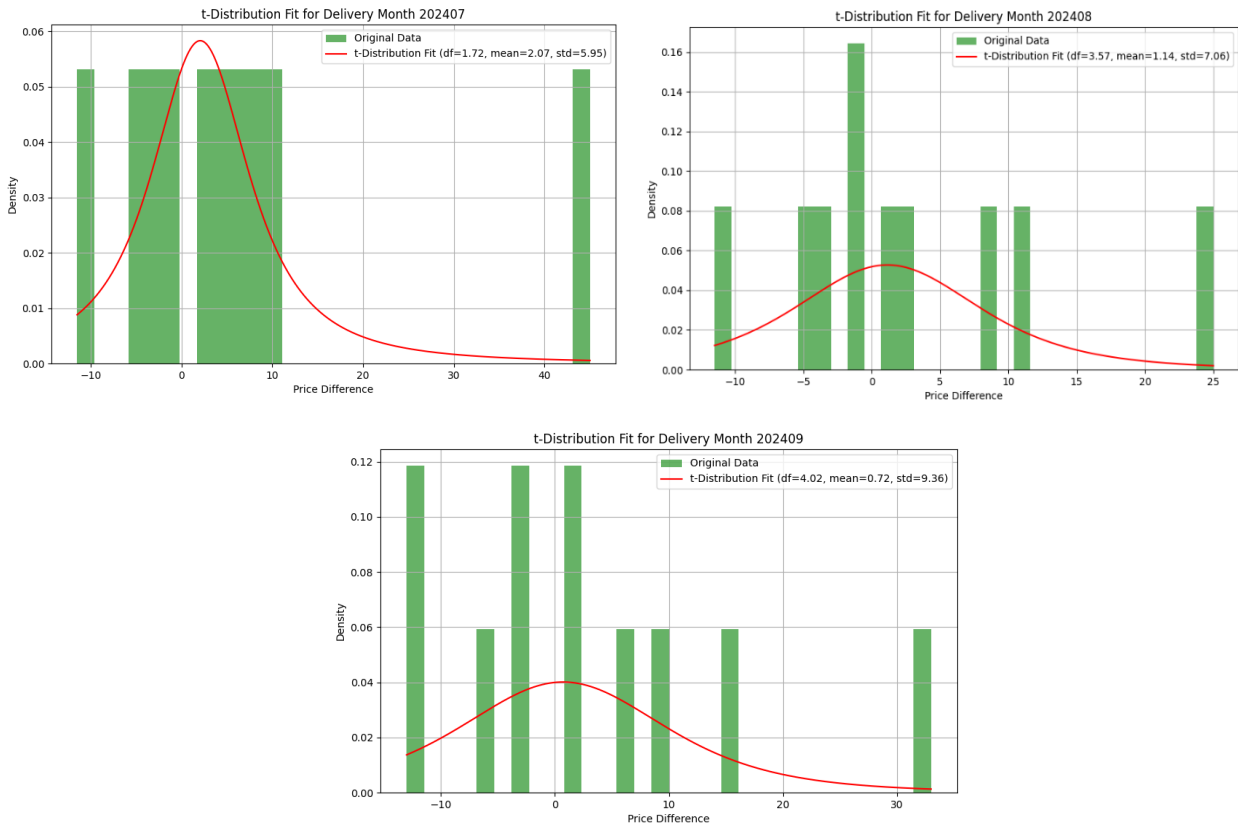 t-Distribution Fit for Delivery Month 202407
Original Data
t-Distribution Fit (df=1.72, mean=2.07, std=5.95)
0.06
0.05
0.04
0.03
0.02
0.01
0.00
Density
−10
0
10
20
30
40
Price Difference
t-Distribution Fit for Delivery Month 202408
Original Data
t-Distribution Fit (df=3.57, mean=1.14, std=7.06)
0.16
0.14
0.12
0.10
0.08
0.06
0.04
0.02
0.00
Density
−10
−5
0
5
10
15
20
25
Price Difference
t-Distribution Fit for Delivery Month 202409
Original Data
t-Distribution Fit (df=4.02, mean=0.72, std=9.36)
0.12
0.10
0.08
0.06
0.04
0.02
0.00
Density
−10
0
10
20
30
Price Difference